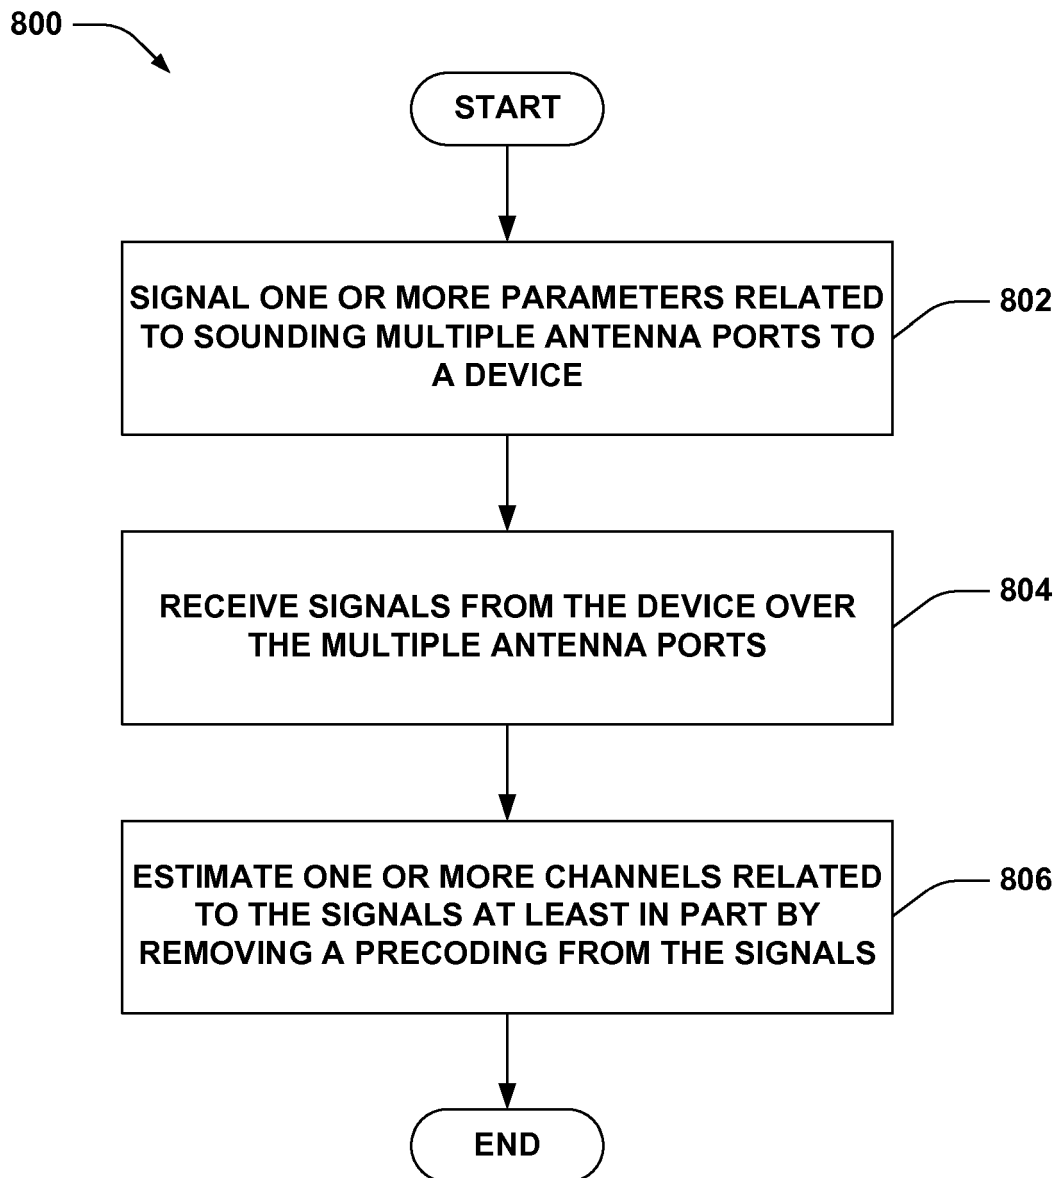 800
START
SIGNAL ONE OR MORE PARAMETERS RELATED
TO SOUNDING MULTIPLE ANTENNA PORTS TO
A DEVICE
802
RECEIVE SIGNALS FROM THE DEVICE OVER
THE MULTIPLE ANTENNA PORTS
804
ESTIMATE ONE OR MORE CHANNELS RELATED
TO THE SIGNALS AT LEAST IN PART BY
REMOVING A PRECODING FROM THE SIGNALS
806
END